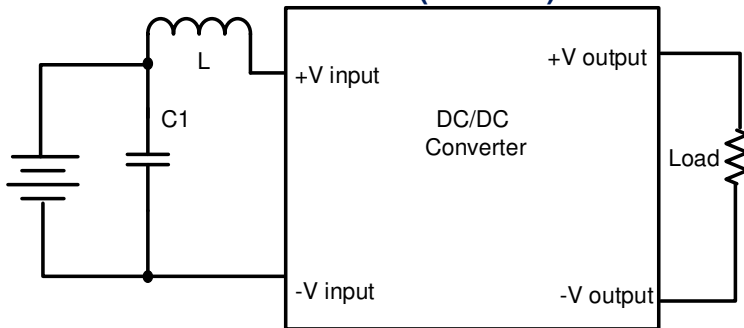 L
+V input
+V output
C1
DC/DC
Converter
Load
-V input
-V output